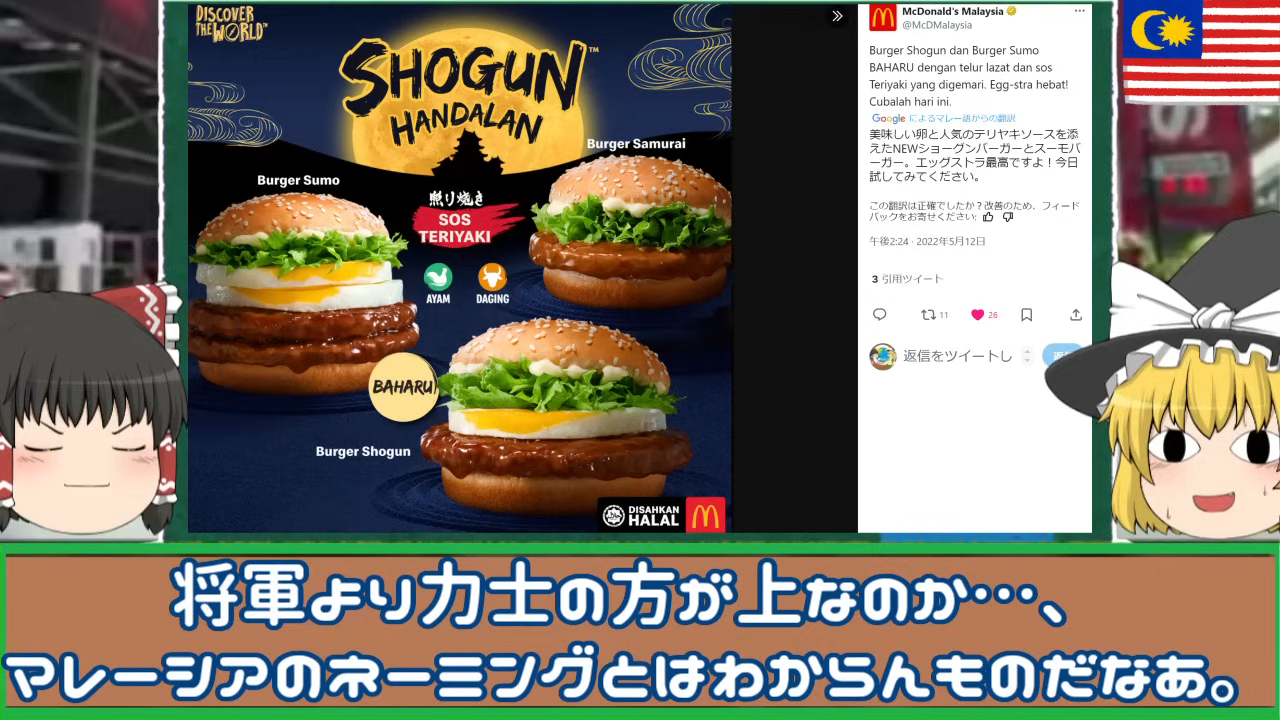 DISCOVER
THE WORLD™
SHOGUN™
HANDALAN
Burger Samurai
Burger Sumo
照り焼き
SOS
TERIYAKI
AYAM
DAGING
BAHARU
Burger Shogun
DISAHKAN
HALAL
McDonald's Malaysia
@McDMalaysia
Burger Shogun dan Burger Sumo
BAHARU dengan telur lazat dan sos
Teriyaki yang digemari. Egg-stra hebat!
Cubalah hari ini.
Google によるマレー語からの翻訳
美味しい卵と人気のテリヤキソースを添
えたNEWショーグンバーガーとスーモバ
ーガー。エッグストラ最高ですよ！今日
試してみてください。
この翻訳は正確でしたか？改善のため、フィード
バックをお寄せください:
午後2:24 · 2022年5月12日
3 引用ツイート
11
26
返信をツイートし
将軍より力士の方が上なのか…、
マレーシアのネーミングとはわからんものだなあ。